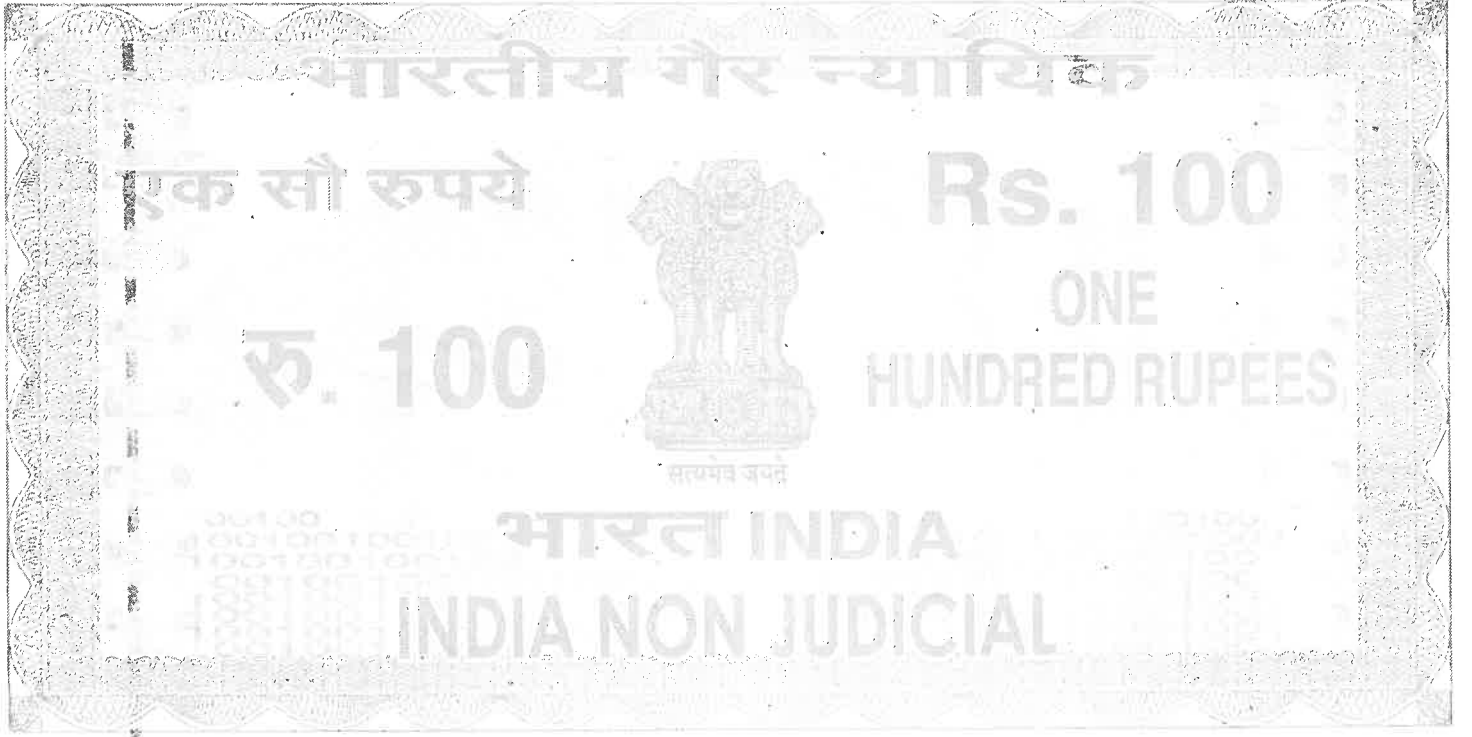 भारतीय गैर न्यायिक
एक सौ रुपये
Rs. 100
रु. 100
ONE
HUNDRED RUPEES
सत्यमेव जयते
भारत INDIA
INDIA NON JUDICIAL